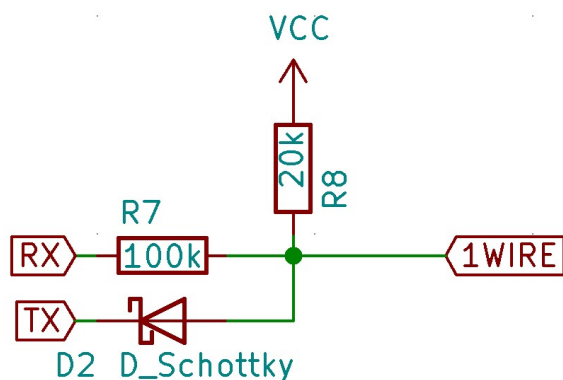 VCC
20k
R8
R7
RX
100k
1WIRE
TX
D2 D_Schottky